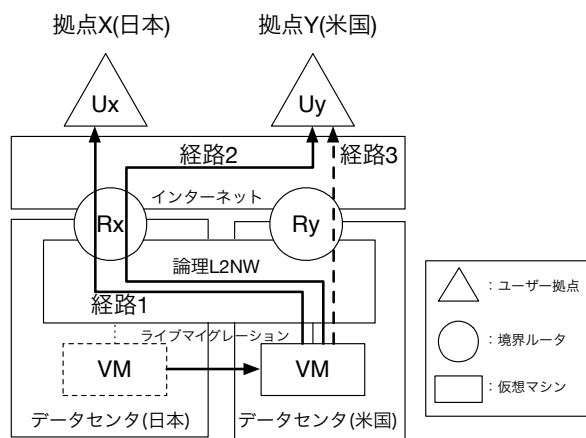 拠点X(日本)
拠点Y(米国)
Ux
Uy
経路2
経路3
インターネット
Rx
Ry
論理L2NW
経路1
ライブマイグレーション
VM
VM
データセンタ(日本)
データセンタ(米国)
:ユーザー拠点
:境界ルータ
:仮想マシン